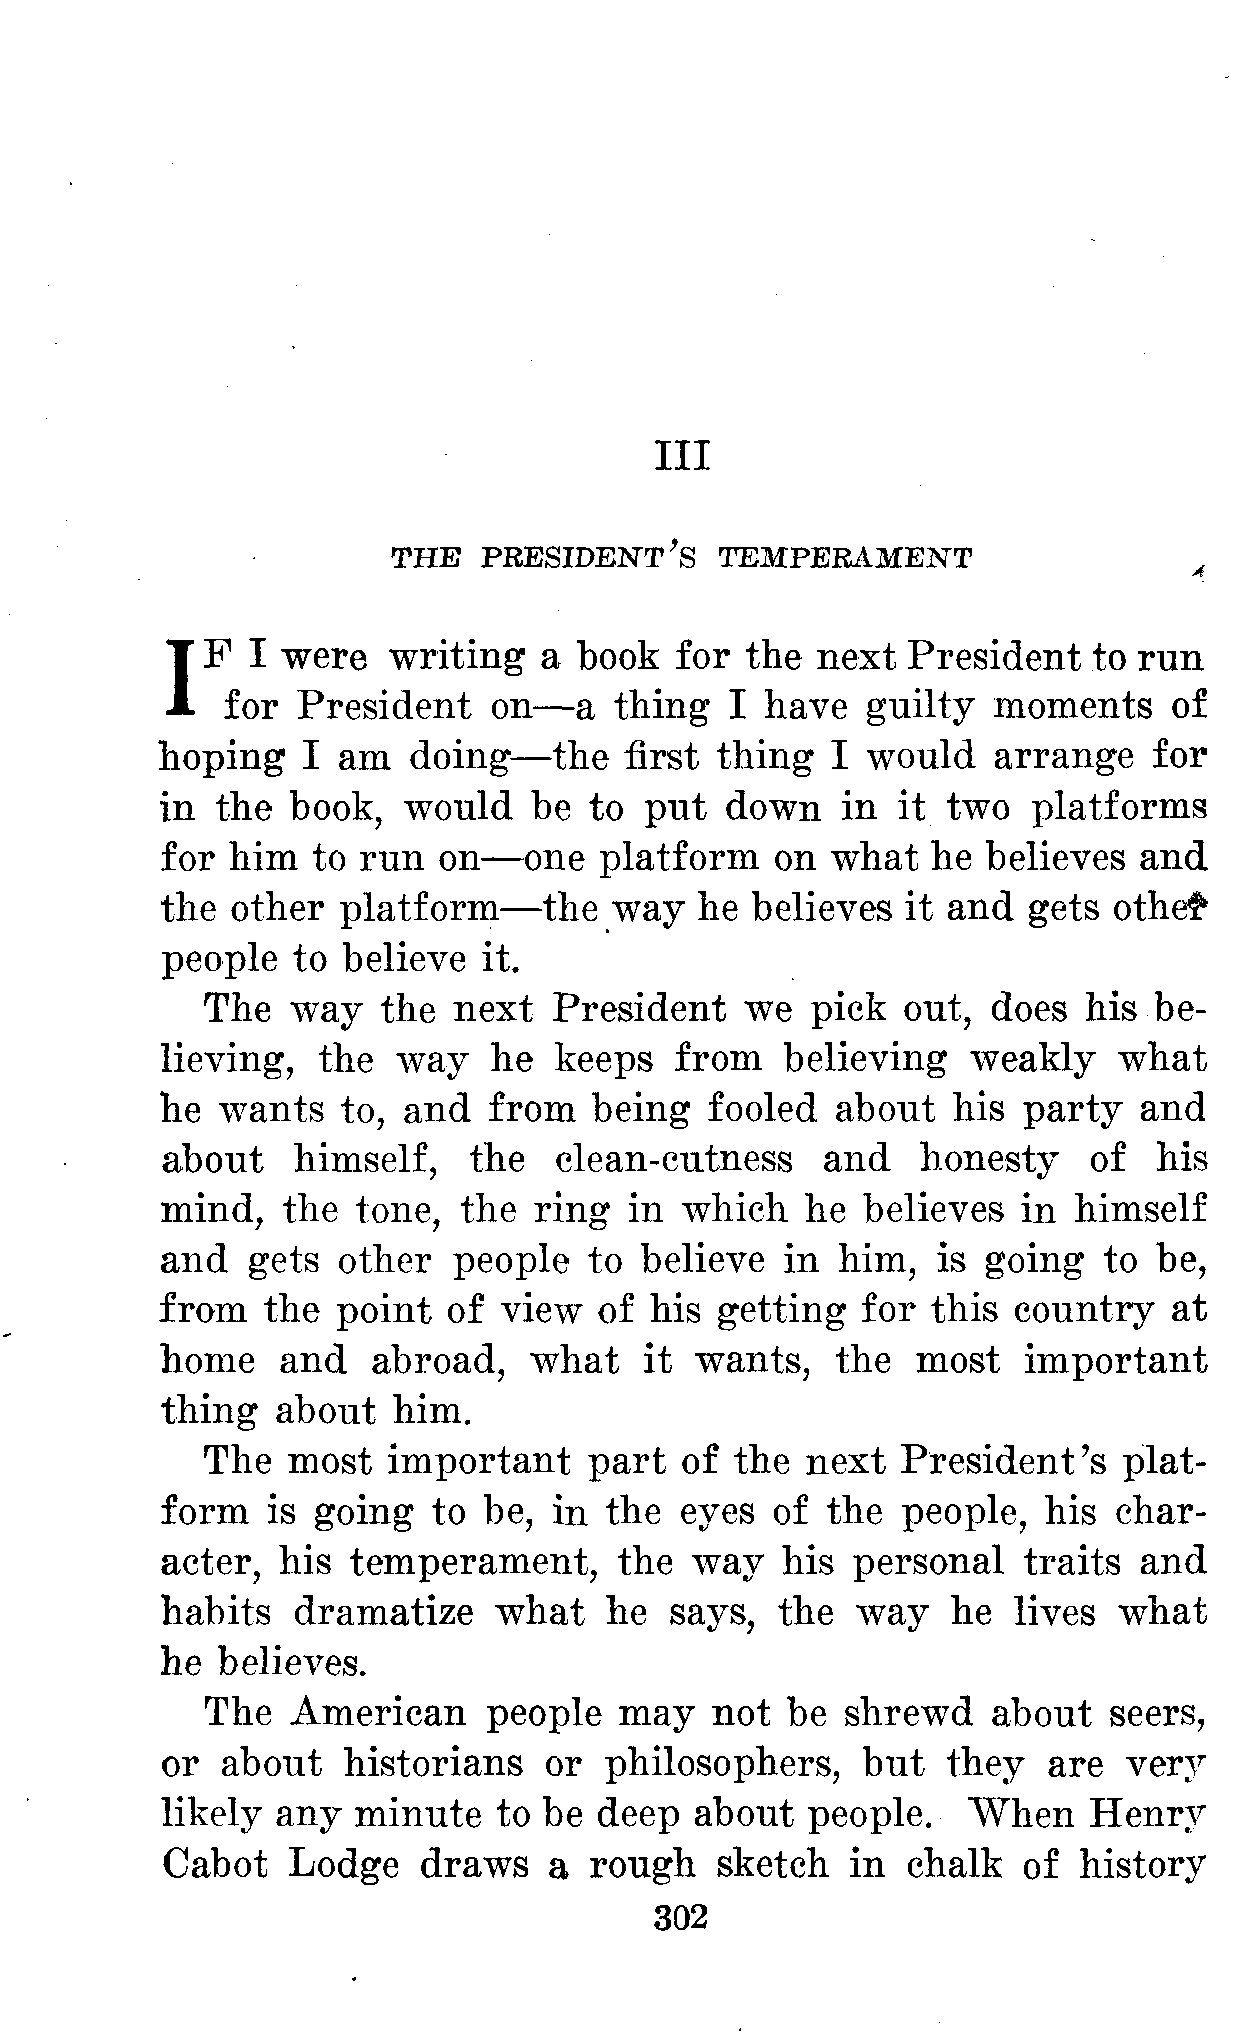 III
THE PRESIDENT'S TEMPERAMENT
IF I were writing a book for the next President to run
for President on—a thing I have guilty moments of
hoping I am doing—the first thing I would arrange for
in the book, would be to put down in it two platforms
for him to run on—one platform on what he believes and
the other platform—the way he believes it and gets other
people to believe it.
The way the next President we pick out, does his be-
lieving, the way he keeps from believing weakly what
he wants to, and from being fooled about his party and
about himself, the clean-cutness and honesty of his
mind, the tone, the ring in which he believes in himself
and gets other people to believe in him, is going to be,
from the point of view of his getting for this country at
home and abroad, what it wants, the most important
thing about him.
The most important part of the next President's plat-
form is going to be, in the eyes of the people, his char-
acter, his temperament, the way his personal traits and
habits dramatize what he says, the way he lives what
he believes.
The American people may not be shrewd about seers,
or about historians or philosophers, but they are very
likely any minute to be deep about people. When Henry
Cabot Lodge draws a rough sketch in chalk of history
302